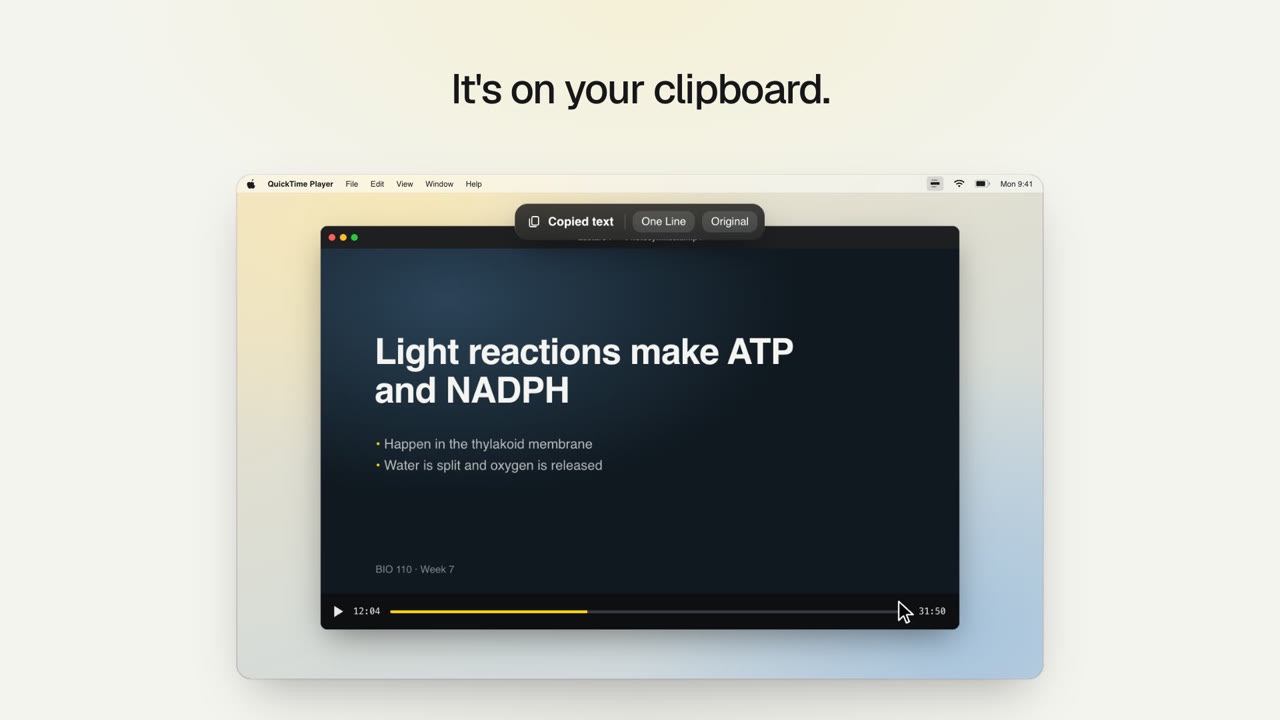 It's on your clipboard.
QuickTime Player File Edit View Window Help Mon 9:41
Copied text One Line Original
Light reactions make ATP
and NADPH
• Happen in the thylakoid membrane
• Water is split and oxygen is released
BIO 110 · Week 7
12:04 31:50